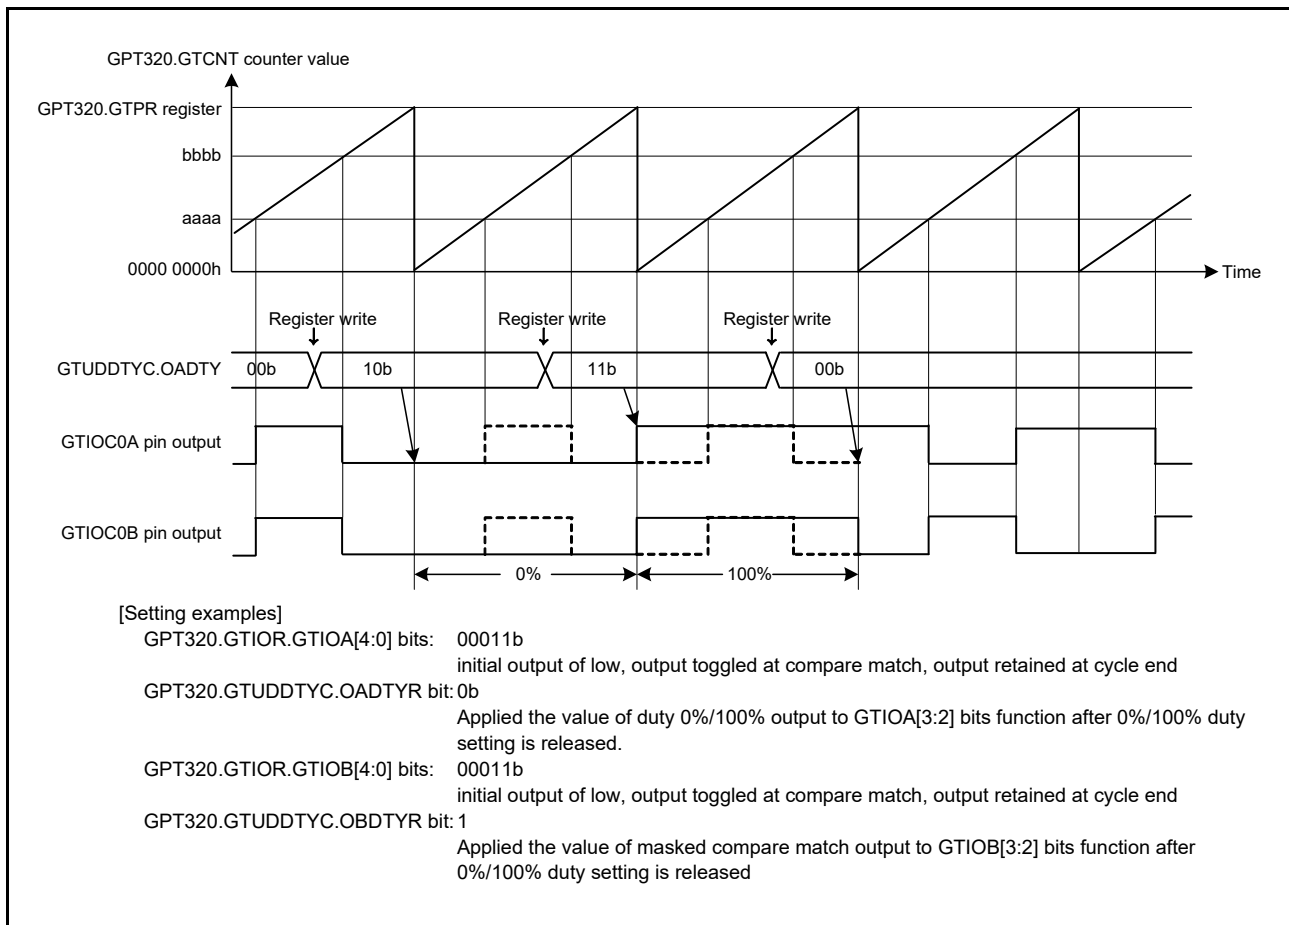 GPT320.GTCNT counter value
GPT320.GTPR register
bbbb
aaaa
0000 0000h
Time
Register write Register write Register write
GTUDDTYC.OADTY 00b 10b 11b 00b
GTIOC0A pin output
GTIOC0B pin output
0% 100%
[Setting examples]
GPT320.GTIOR.GTIOA[4:0] bits: 00011b
initial output of low, output toggled at compare match, output retained at cycle end
GPT320.GTUDDTYC.OADTYR bit: 0b
Applied the value of duty 0%/100% output to GTIOA[3:2] bits function after 0%/100% duty
setting is released.
GPT320.GTIOR.GTIOB[4:0] bits: 00011b
initial output of low, output toggled at compare match, output retained at cycle end
GPT320.GTUDDTYC.OBDTYR bit: 1
Applied the value of masked compare match output to GTIOB[3:2] bits function after
0%/100% duty setting is released